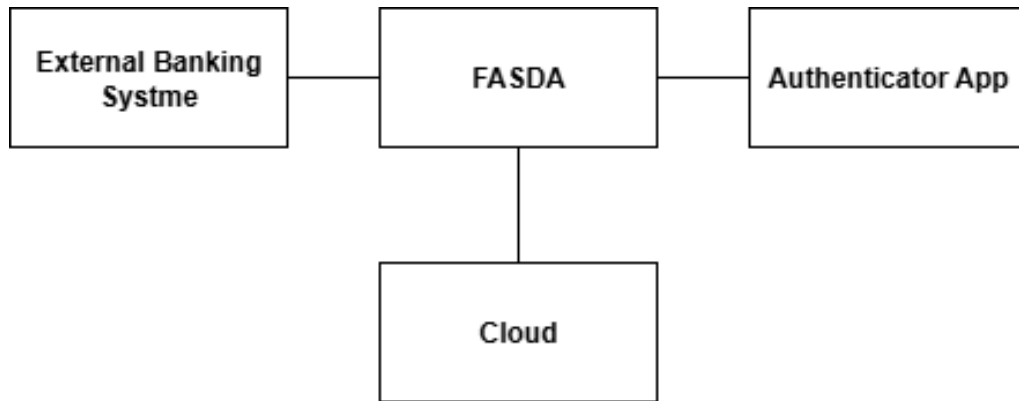 External Banking
Systme
FASDA
Authenticator App
Cloud